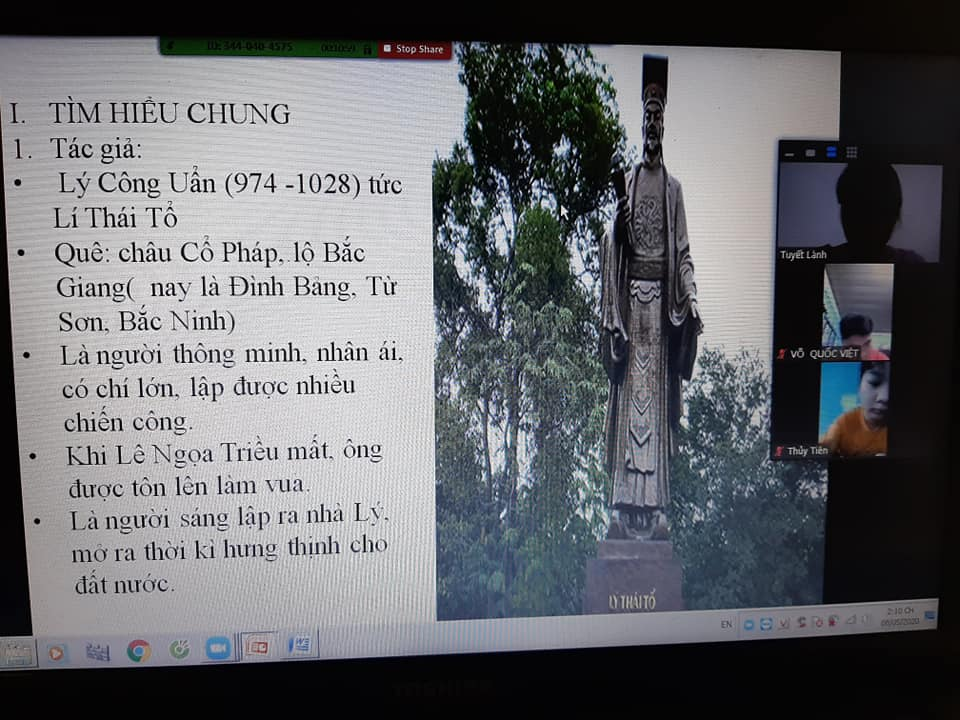 ID: 344-040-4575
Stop Share
I. TÌM HIỂU CHUNG
1. Tác giả:
• Lý Công Uẩn (974 -1028) tức
Lí Thái Tổ
• Quê: châu Cổ Pháp, lộ Bắc
Giang( nay là Đình Bảng, Từ
Sơn, Bắc Ninh)
• Là người thông minh, nhân ái,
có chí lớn, lập được nhiều
chiến công.
• Khi Lê Ngọa Triều mất, ông
được tôn lên làm vua.
• Là người sáng lập ra nhà Lý,
mở ra thời kì hưng thịnh cho
đất nước.
LÝ THÁI TỔ
Tuyết Lành
VÕ QUỐC VIỆT
Thủy Tiên
EN
2:10 CH
06/05/2020
TOSHIBA